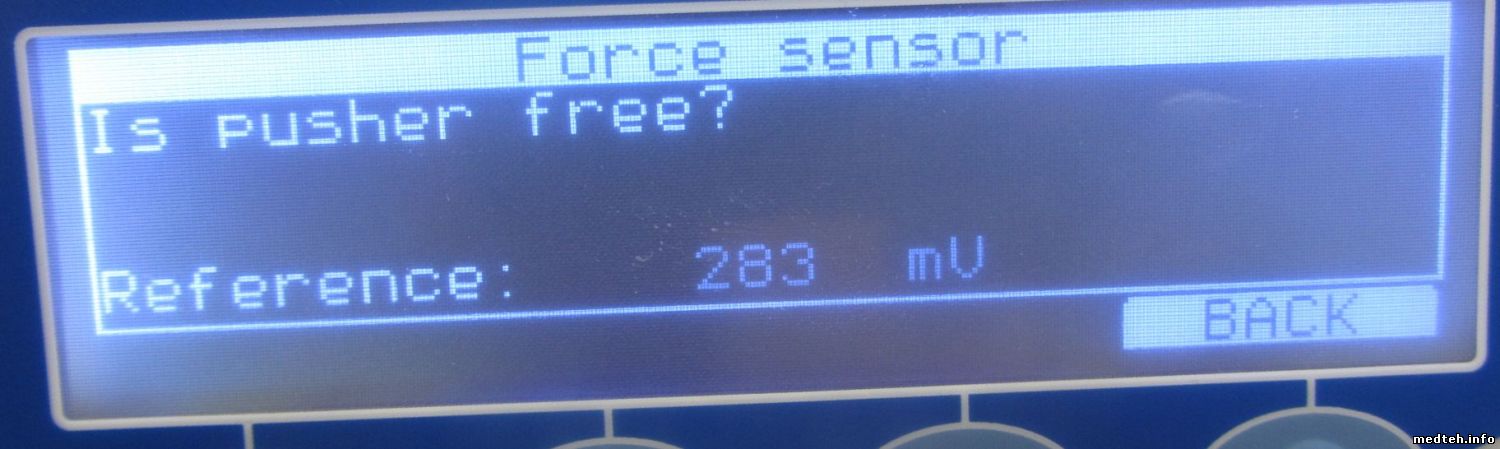 Force sensor
Is pusher free?
Reference: 283 mV
BACK
medteh.info